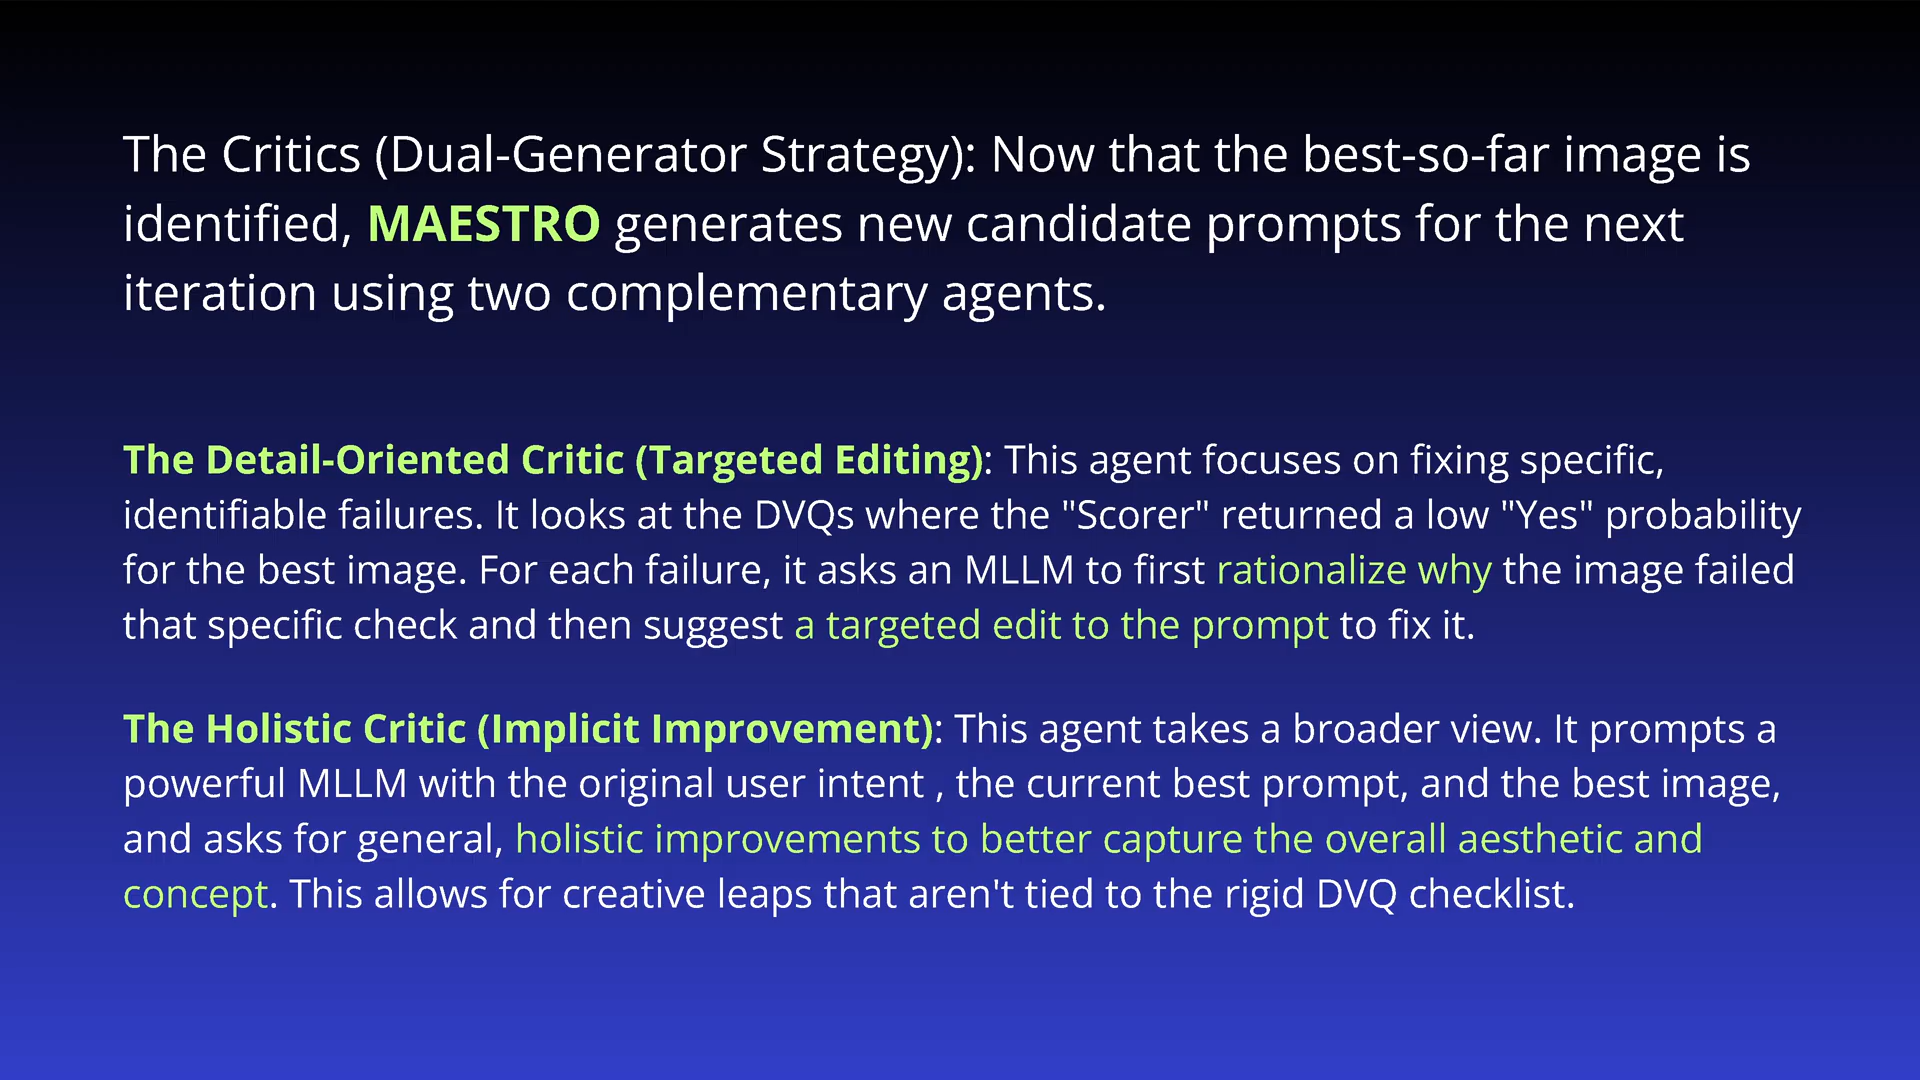 The Critics (Dual-Generator Strategy): Now that the best-so-far image is
identified, MAESTRO generates new candidate prompts for the next
iteration using two complementary agents.
The Detail-Oriented Critic (Targeted Editing): This agent focuses on fixing specific,
identifiable failures. It looks at the DVQs where the "Scorer" returned a low "Yes" probability
for the best image. For each failure, it asks an MLLM to first rationalize why the image failed
that specific check and then suggest a targeted edit to the prompt to fix it.
The Holistic Critic (Implicit Improvement): This agent takes a broader view. It prompts a
powerful MLLM with the original user intent , the current best prompt, and the best image,
and asks for general, holistic improvements to better capture the overall aesthetic and
concept. This allows for creative leaps that aren't tied to the rigid DVQ checklist.